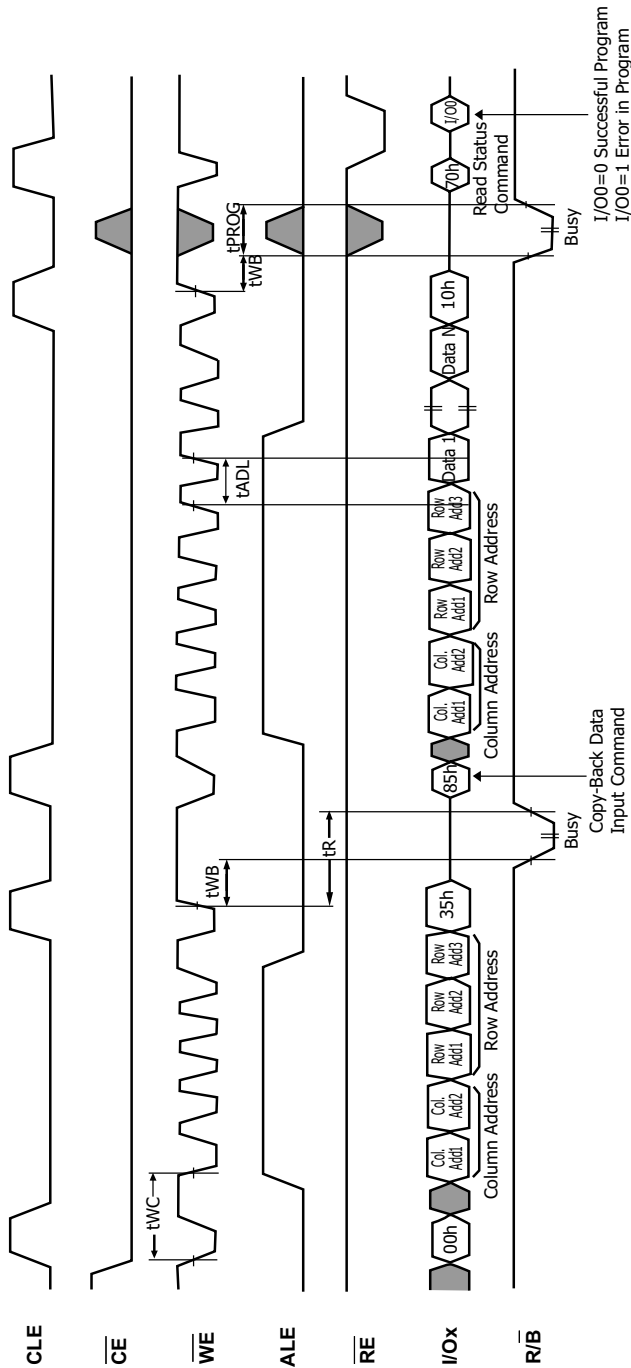 CLE
CE
tWC
WE
tWB
tADL
tWB
tPROG
ALE
tR
RE
I/Ox
00h
Col. Add1
Col. Add2
Row Add1
Row Add2
Row Add3
35h
85h
Col. Add1
Col. Add2
Row Add1
Row Add2
Row Add3
Data 1
Data N
10h
70h
I/O0
Column Address
Row Address
Column Address
Row Address
Read Status
Command
R/B
Busy
Busy
Copy-Back Data
Input Command
I/O0=0 Successful Program
I/O0=1 Error in Program